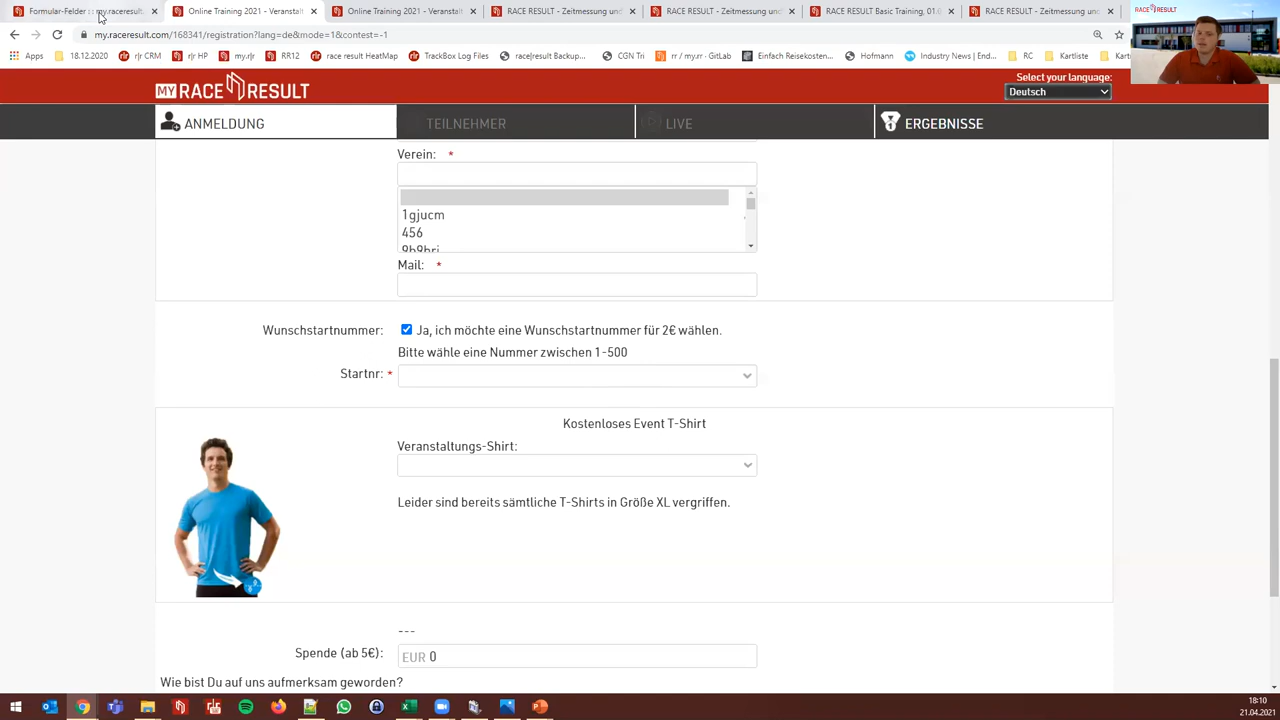 Formular-Felder :: my.raceresult.
Online Training 2021 - Veranstalt
Online Training 2021 - Veranstalt
RACE RESULT - Zeitmessung und
RACE RESULT - Zeitmessung und
RACE RESULT Basic Training, 01.0
RACE RESULT - Zeitmessung und
my.raceresult.com/168341/registration?lang=de&mode=1&contest=-1
Apps
18.12.2020
r|r CRM
r|r HP
my.r|r
RR12
race result HeatMap
TrackBox Log Files
race|result Backup...
CGN Tri
rr / my.rr · GitLab
Einfach Reisekosten...
Hofmann
Industry News | End...
RC
Kartliste
RACE RESULT
MY RACE RESULT
Select your language:
Deutsch
ANMELDUNG
TEILNEHMER
LIVE
ERGEBNISSE
Verein: *
1gjucm
456
Mail: *
Wunschstartnummer:
Ja, ich möchte eine Wunschstartnummer für 2€ wählen.
Bitte wähle eine Nummer zwischen 1-500
Startnr: *
Kostenloses Event T-Shirt
Veranstaltungs-Shirt:
Leider sind bereits sämtliche T-Shirts in Größe XL vergriffen.
---
Spende (ab 5€):
EUR 0
Wie bist Du auf uns aufmerksam geworden?
18:10
21.04.2021